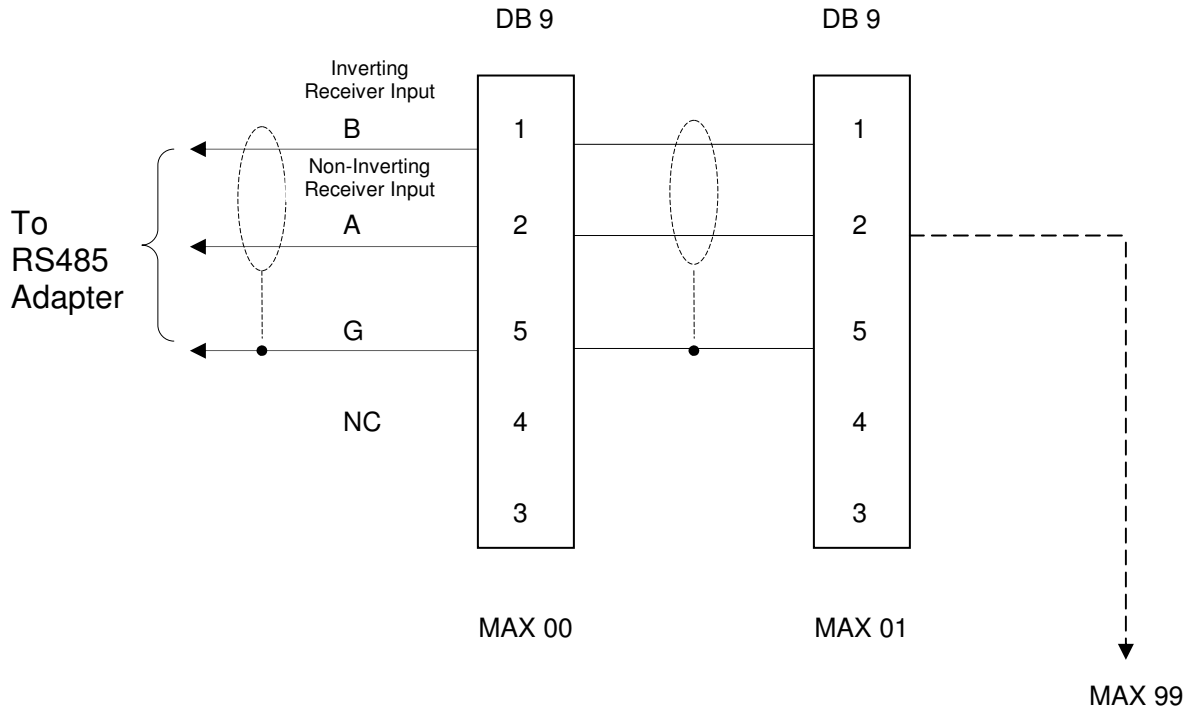 DB 9
DB 9
Inverting
Receiver Input
B
1
1
Non-Inverting
Receiver Input
A
2
2
To
RS485
Adapter
G
5
5
NC
4
4
3
3
MAX 00
MAX 01
MAX 99